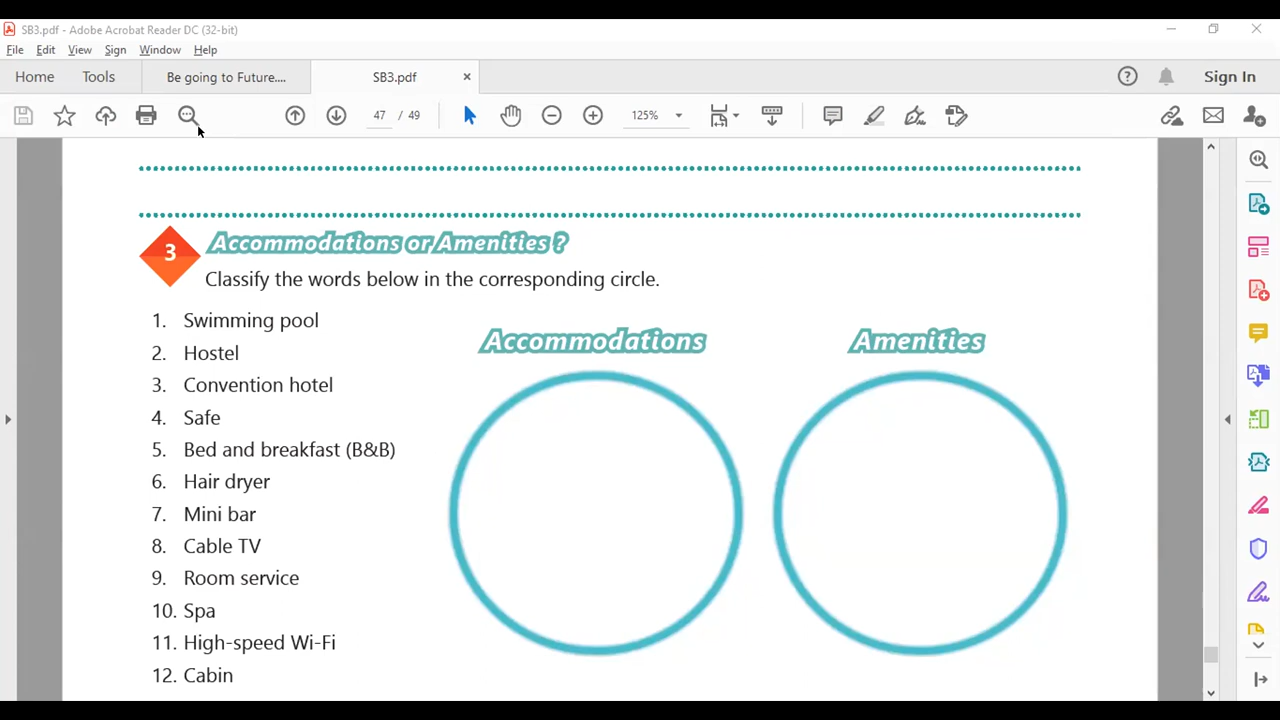 SB3.pdf - Adobe Acrobat Reader DC (32-bit)
File Edit View Sign Window Help
Home Tools Be going to Future.... SB3.pdf × Sign In
47 / 49 125%
3 Accommodations or Amenities ?
Classify the words below in the corresponding circle.
1. Swimming pool
Accommodations Amenities
2. Hostel
3. Convention hotel
4. Safe
5. Bed and breakfast (B&B)
6. Hair dryer
7. Mini bar
8. Cable TV
9. Room service
10. Spa
11. High-speed Wi-Fi
12. Cabin